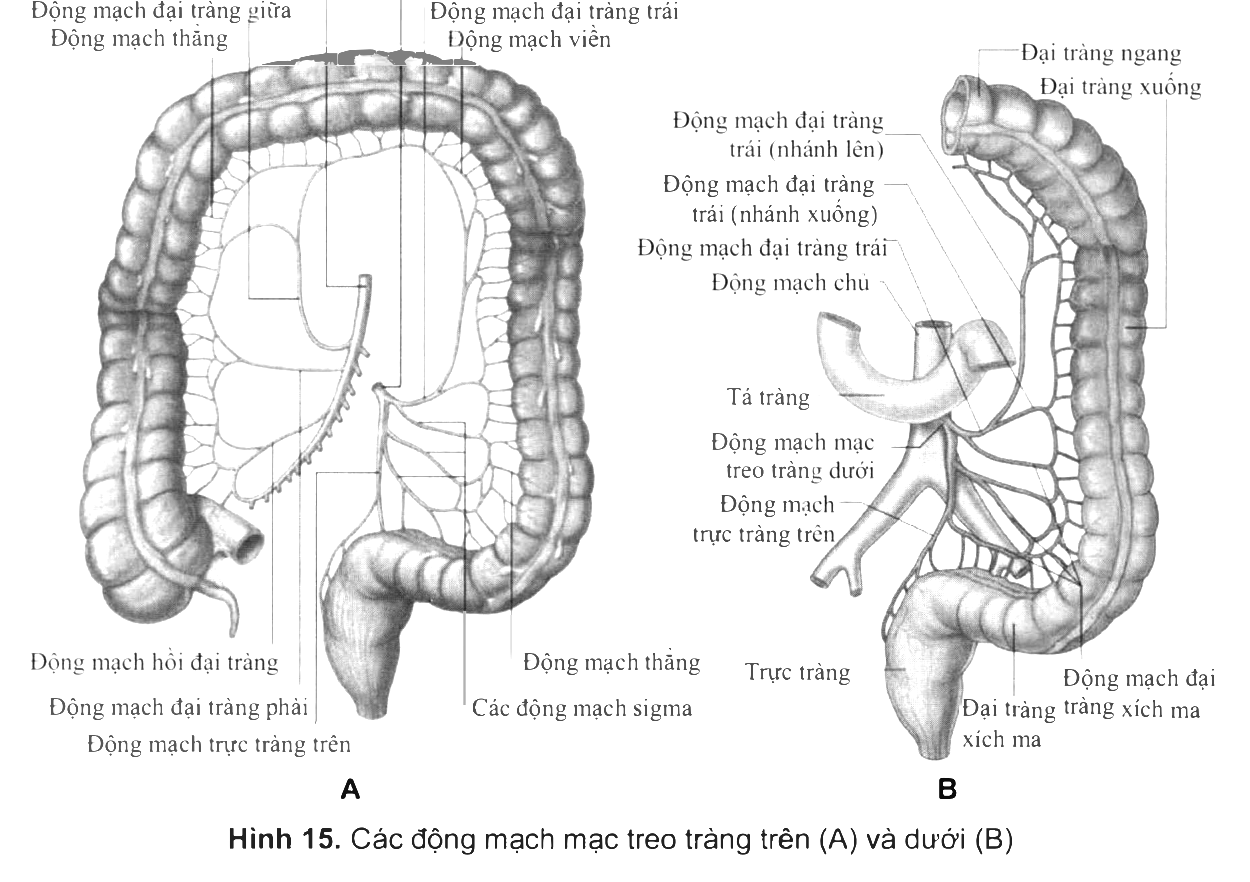 Động mạch đại tràng giữa
Động mạch thẳng
Động mạch đại tràng trái
Động mạch viền
Động mạch hồi đại tràng
Động mạch đại tràng phải
Động mạch trực tràng trên
Động mạch thẳng
Các động mạch sigma
A
Đại tràng ngang
Đại tràng xuống
Động mạch đại tràng
trái (nhánh lên)
Động mạch đại tràng
trái (nhánh xuống)
Động mạch đại tràng trái
Động mạch chủ
Tá tràng
Động mạch mạc
treo tràng dưới
Động mạch
trực tràng trên
Trực tràng
Đại tràng
xích ma
Động mạch đại
tràng xích ma
B
Hình 15. Các động mạch mạc treo tràng trên (A) và dưới (B)